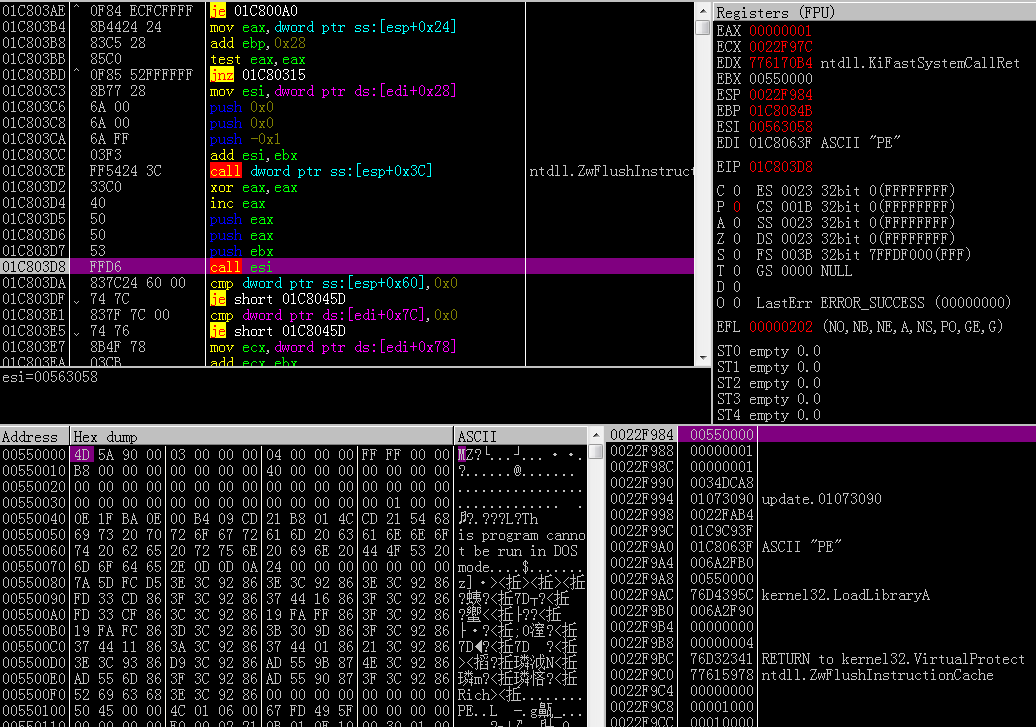 01C803AE ^ 0F84 ECFCFFFF je 01C800A0
01C803B4 8B4424 24 mov eax,dword ptr ss:[esp+0x24]
01C803B8 83C5 28 add ebp,0x28
01C803BB 85C0 test eax,eax
01C803BD ^ 0F85 52FFFFFF jnz 01C80315
01C803C3 8B77 28 mov esi,dword ptr ds:[edi+0x28]
01C803C6 6A 00 push 0x0
01C803C8 6A 00 push 0x0
01C803CA 6A FF push -0x1
01C803CC 03F3 add esi,ebx
01C803CE FF5424 3C call dword ptr ss:[esp+0x3C] ntdll.ZwFlushInstruct
01C803D2 33C0 xor eax,eax
01C803D4 40 inc eax
01C803D5 50 push eax
01C803D6 50 push eax
01C803D7 53 push ebx
01C803D8 FFD6 call esi
01C803DA 837C24 60 00 cmp dword ptr ss:[esp+0x60],0x0
01C803DF 74 7C je short 01C8045D
01C803E1 837F 7C 00 cmp dword ptr ds:[edi+0x7C],0x0
01C803E5 74 76 je short 01C8045D
01C803E7 8B4F 78 mov ecx,dword ptr ds:[edi+0x78]
01C803EA 03CB add ecx,ebx
esi=00563058
Registers (FPU)
EAX 00000001
ECX 0022F97C
EDX 776170B4 ntdll.KiFastSystemCallRet
EBX 00550000
ESP 0022F984
EBP 01C8084B
ESI 00563058
EDI 01C8063F ASCII "PE"
EIP 01C803D8
C 0 ES 0023 32bit 0(FFFFFFFF)
P 0 CS 001B 32bit 0(FFFFFFFF)
A 0 SS 0023 32bit 0(FFFFFFFF)
Z 0 DS 0023 32bit 0(FFFFFFFF)
S 0 FS 003B 32bit 7FFDF000(FFF)
T 0 GS 0000 NULL
D 0
O 0 LastErr ERROR_SUCCESS (00000000)
EFL 00000202 (NO,NB,NE,A,NS,PO,GE,G)
ST0 empty 0.0
ST1 empty 0.0
ST2 empty 0.0
ST3 empty 0.0
ST4 empty 0.0
Address Hex dump ASCII
00550000 4D 5A 90 00 03 00 00 00 04 00 00 00 FF FF 00 00
00550010 B8 00 00 00 00 00 00 00 40 00 00 00 00 00 00 00 ?.......@.......
00550020 00 00 00 00 00 00 00 00 00 00 00 00 00 00 00 00 ................
00550030 00 00 00 00 00 00 00 00 00 00 00 00 00 01 00 00
00550040 0E 1F BA 0E 00 B4 09 CD 21 B8 01 4C CD 21 54 68
00550050 69 73 20 70 72 6F 67 72 61 6D 20 63 61 6E 6E 6F is program canno
00550060 74 20 62 65 20 72 75 6E 20 69 6E 20 44 4F 53 20 t be run in DOS
00550070 6D 6F 64 65 2E 0D 0D 0A 24 00 00 00 00 00 00 00 mode....$.......
00550080 7A 5D FC D5 3E 3C 92 86 3E 3C 92 86 3E 3C 92 86
00550090 FD 33 CD 86 3F 3C 92 86 37 44 16 86 3F 3C 92 86
005500A0 FD 33 CF 86 3C 3C 92 86 19 FA FF 86 3F 3C 92 86
005500B0 19 FA FC 86 3D 3C 92 86 3B 30 9D 86 3F 3C 92 86
005500C0 37 44 11 86 3A 3C 92 86 37 44 01 86 21 3C 92 86
005500D0 3E 3C 93 86 D9 3C 92 86 AD 55 9B 87 4E 3C 92 86
005500E0 AD 55 6D 86 3F 3C 92 86 AD 55 90 87 3F 3C 92 86
005500F0 52 69 63 68 3E 3C 92 86 00 00 00 00 00 00 00 00
00550100 50 45 00 00 4C 01 06 00 67 FD 49 5F 00 00 00 00
0022F984 00550000
0022F988 00000001
0022F98C 00000001
0022F990 0034DCA8
0022F994 01073090 update.01073090
0022F998 0022FAB4
0022F99C 01C9C93F
0022F9A0 01C8063F ASCII "PE"
0022F9A4 006A2FB0
0022F9A8 00550000
0022F9AC 76D4395C kernel32.LoadLibraryA
0022F9B0 006A2F90
0022F9B4 00000000
0022F9B8 00000004
0022F9BC 76D32341 RETURN to kernel32.VirtualProtect
0022F9C0 77615978 ntdll.ZwFlushInstructionCache
0022F9C4 00000000
0022F9C8 00001000